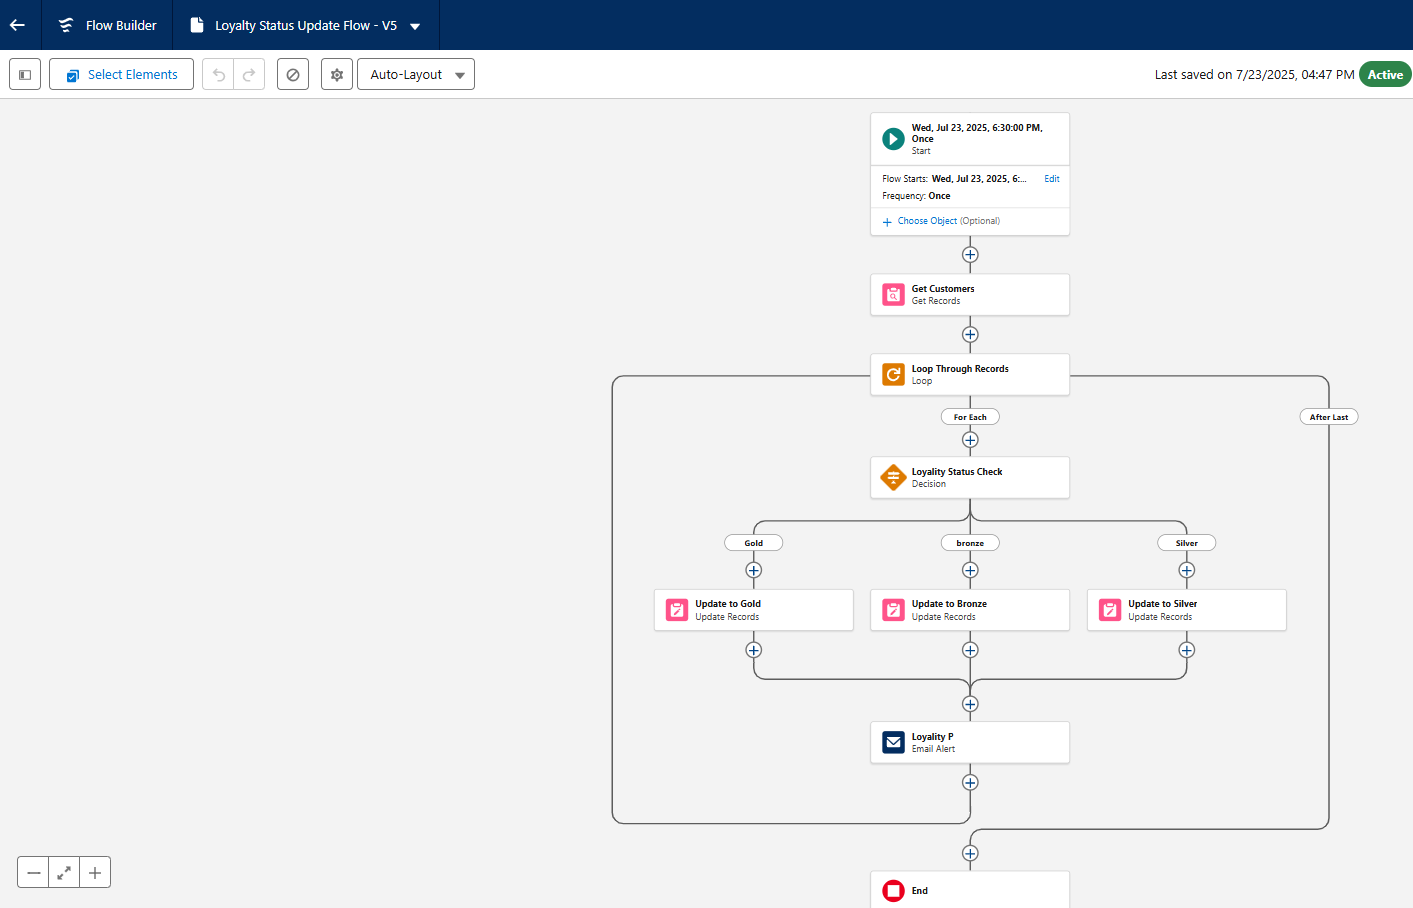 Flow Builder
Loyalty Status Update Flow - V5
Select Elements
Auto-Layout
Last saved on 7/23/2025, 04:47 PM
Active
Wed, Jul 23, 2025, 6:30:00 PM,
Once
Start
Flow Starts: Wed, Jul 23, 2025, 6:... Edit
Frequency: Once
Choose Object (Optional)
Get Customers
Get Records
Loop Through Records
Loop
For Each
After Last
Loyality Status Check
Decision
Gold
bronze
Silver
Update to Gold
Update Records
Update to Bronze
Update Records
Update to Silver
Update Records
Loyality P
Email Alert
End